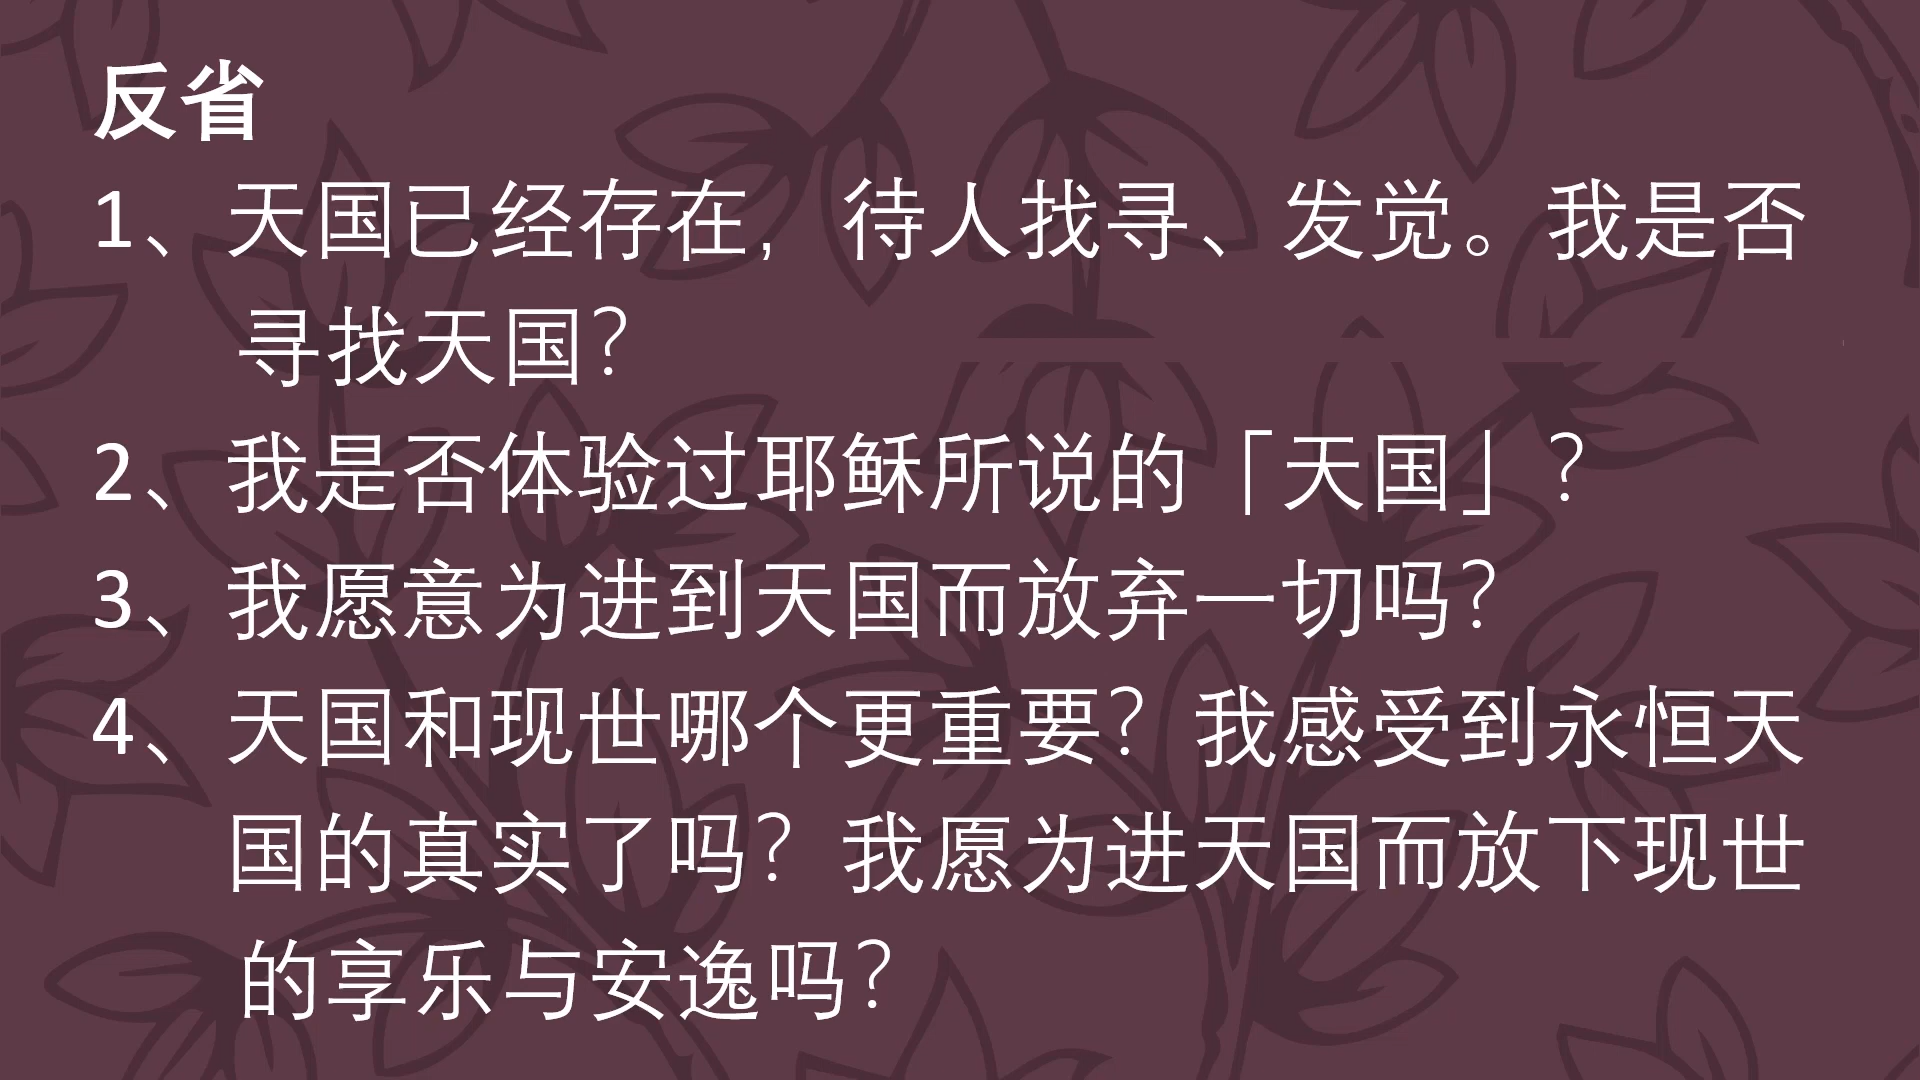 反省
1、天国已经存在，待人找寻、发觉。我是否
寻找天国？
2、我是否体验过耶稣所说的「天国」？
3、我愿意为进到天国而放弃一切吗？
4、天国和现世哪个更重要？我感受到永恒天
国的真实了吗？我愿为进天国而放下现世
的享乐与安逸吗？